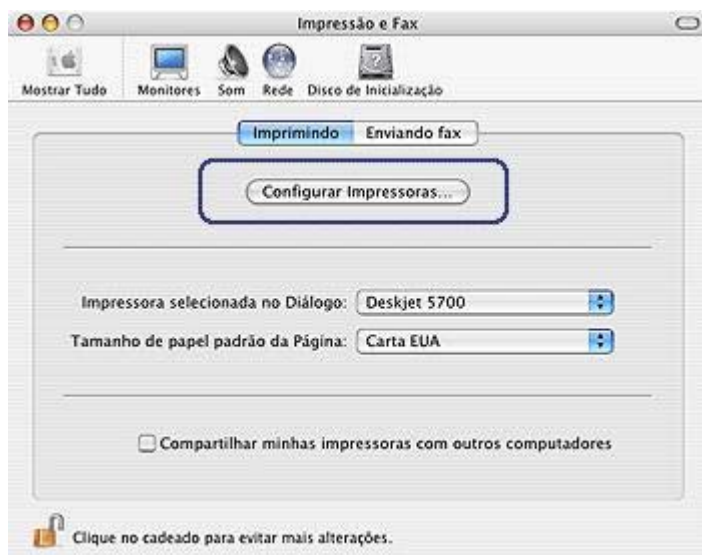 Impressão e Fax
Mostrar Tudo Monitores Som Rede Disco de Inicialização
Imprimindo Enviando fax
Configurar Impressoras...
Impressora selecionada no Diálogo: Deskjet 5700
Tamanho de papel padrão da Página: Carta EUA
Compartilhar minhas impressoras com outros computadores
Clique no cadeado para evitar mais alterações.